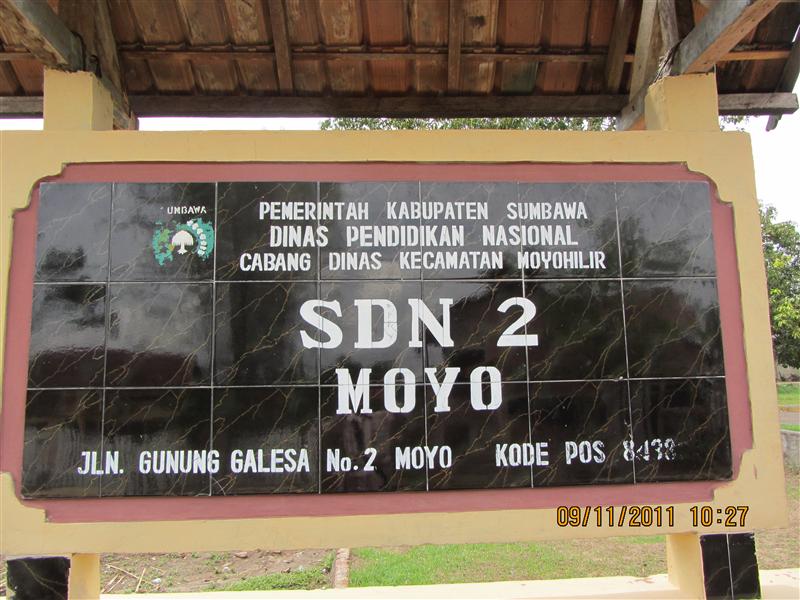 UMBAWA
PEMERINTAH KABUPATEN SUMBAWA
DINAS PENDIDIKAN NASIONAL
CABANG DINAS KECAMATAN MOYOHILIR
SDN 2
MOYO
JLN. GUNUNG GALESA No. 2 MOYO KODE POS
09/11/2011 10:27